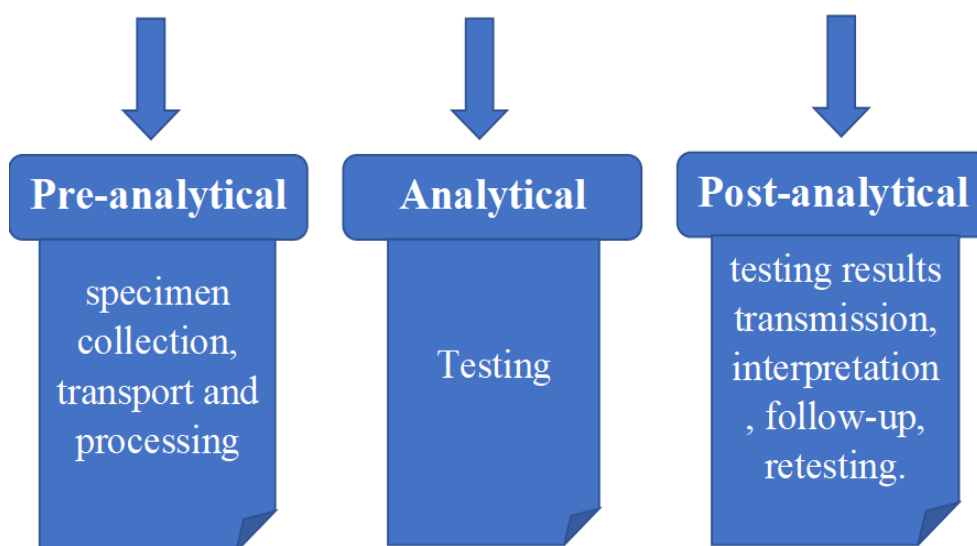 Pre-analytical
specimen
collection,
transport and
processing
Analytical
Testing
Post-analytical
testing results
transmission,
interpretation
, follow-up,
retesting.